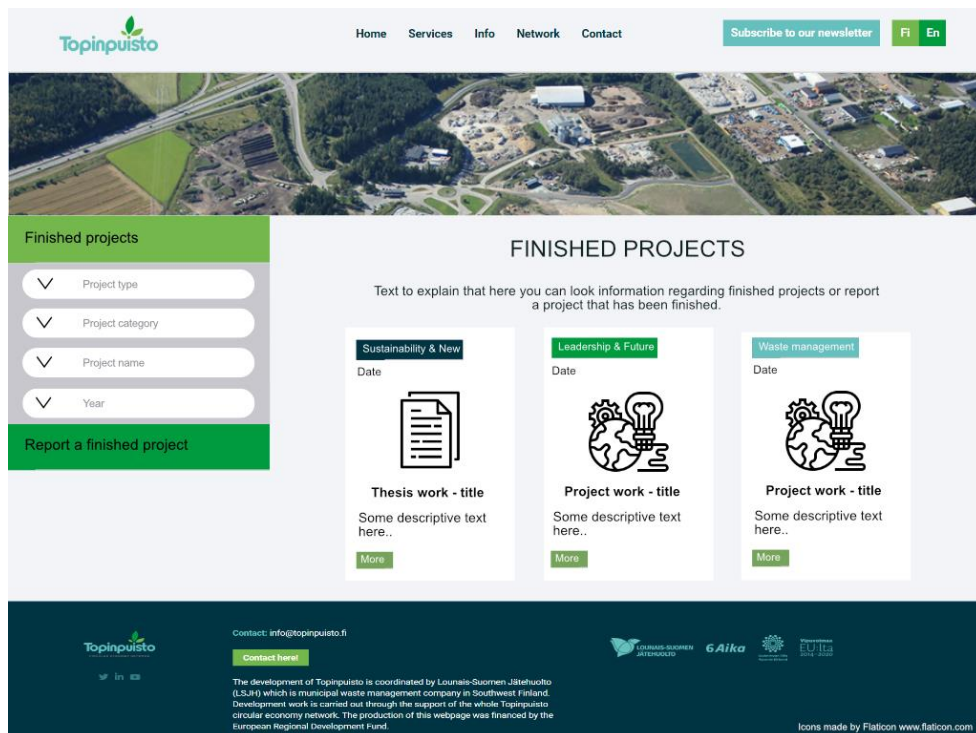 Topinpuisto
Home Services Info Network Contact
Subscribe to our newsletter
Fi En
Finished projects
Project type
Project category
Project name
Year
Report a finished project
FINISHED PROJECTS
Text to explain that here you can look information regarding finished projects or report
a project that has been finished.
Sustainability & New
Date
Thesis work - title
Some descriptive text
here..
More
Leadership & Future
Date
Project work - title
Some descriptive text
here..
More
Waste management
Date
Project work - title
Some descriptive text
here..
More
Topinpuisto
Contact: info@topinpuisto.fi
Contact here!
The development of Topinpuisto is coordinated by Lounais-Suomen Jätehuolto
(LSJH) which is municipal waste management company in Southwest Finland.
Development work is carried out through the support of the whole Topinpuisto
circular economy network. The production of this webpage was financed by the
European Regional Development Fund.
LOUNAIS-SUOMEN
JÄTEHUOLTO
6Aika
Vipuvoimaa
EU:lta
2014-2020
Icons made by Flaticon www.flaticon.com